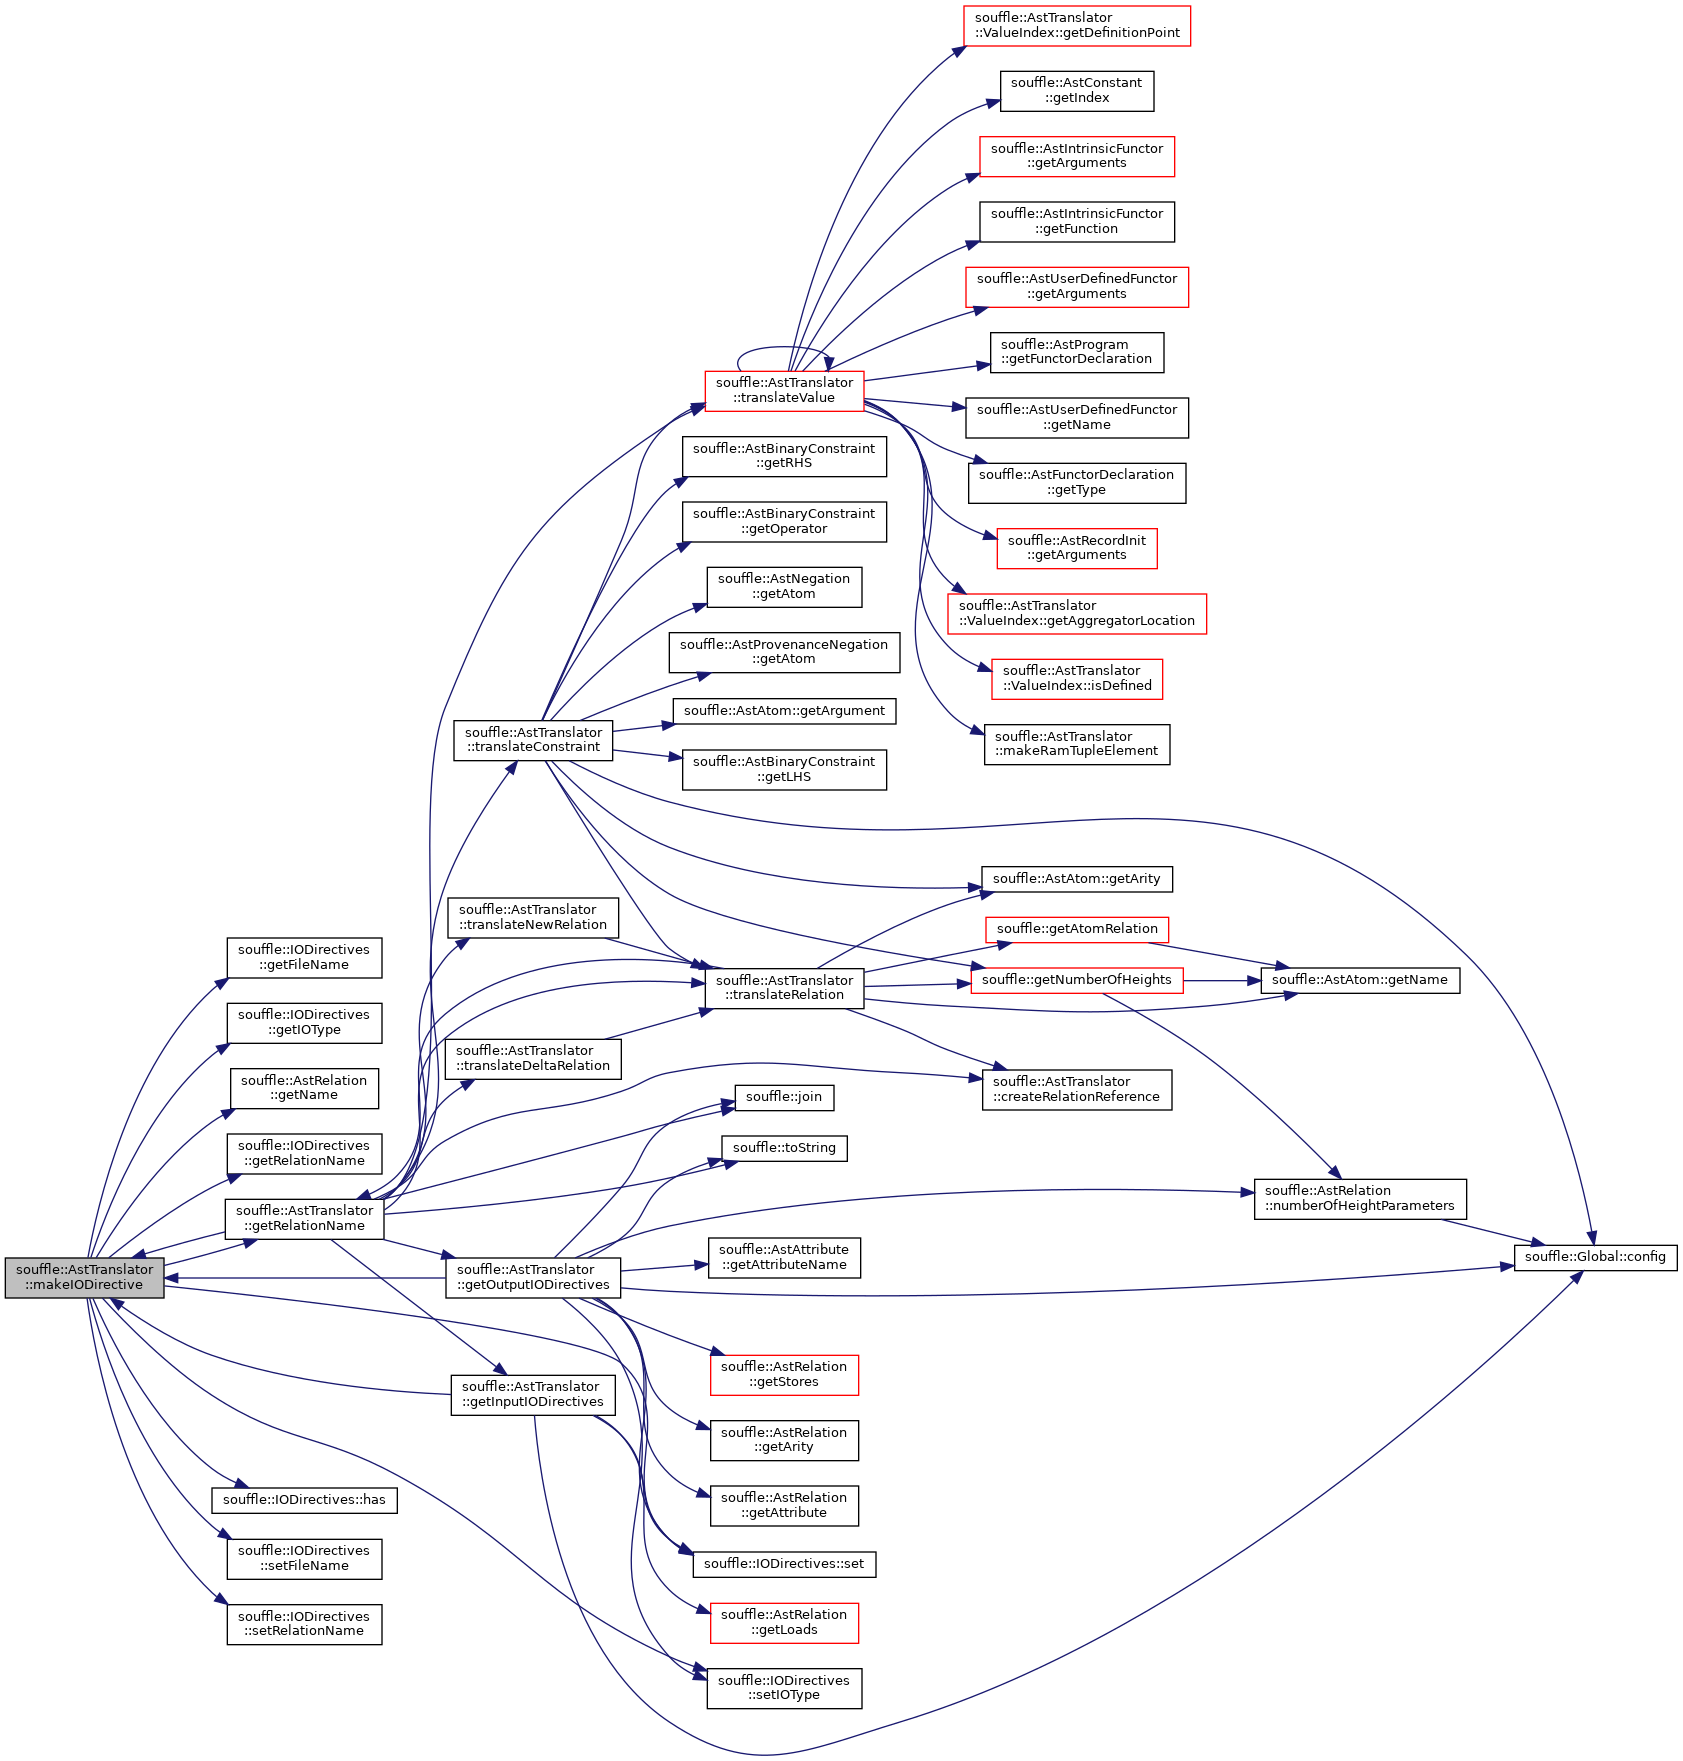 souffle::AstTranslator
::ValueIndex::getDefinitionPoint
souffle::AstConstant
::getIndex
souffle::AstIntrinsicFunctor
::getArguments
souffle::AstIntrinsicFunctor
::getFunction
souffle::AstUserDefinedFunctor
::getArguments
souffle::AstProgram
::getFunctorDeclaration
souffle::AstTranslator
::translateValue
souffle::AstUserDefinedFunctor
::getName
souffle::AstBinaryConstraint
::getRHS
souffle::AstFunctorDeclaration
::getType
souffle::AstBinaryConstraint
::getOperator
souffle::AstRecordInit
::getArguments
souffle::AstNegation
::getAtom
souffle::AstTranslator
::ValueIndex::getAggregatorLocation
souffle::AstProvenanceNegation
::getAtom
souffle::AstTranslator
::ValueIndex::isDefined
souffle::AstAtom::getArgument
souffle::AstTranslator
::translateConstraint
souffle::AstTranslator
::makeRamTupleElement
souffle::AstBinaryConstraint
::getLHS
souffle::AstAtom::getArity
souffle::AstTranslator
::translateNewRelation
souffle::getAtomRelation
souffle::IODirectives
::getFileName
souffle::AstTranslator
::translateRelation
souffle::getNumberOfHeights
souffle::AstAtom::getName
souffle::IODirectives
::getIOType
souffle::AstTranslator
::translateDeltaRelation
souffle::AstRelation
::getName
souffle::join
souffle::AstTranslator
::createRelationReference
souffle::IODirectives
::getRelationName
souffle::toString
souffle::AstTranslator
::getRelationName
souffle::AstRelation
::numberOfHeightParameters
souffle::AstTranslator
::makeIODirective
souffle::AstTranslator
::getOutputIODirectives
souffle::AstAttribute
::getAttributeName
souffle::Global::config
souffle::AstRelation
::getStores
souffle::AstTranslator
::getInputIODirectives
souffle::AstRelation
::getArity
souffle::IODirectives::has
souffle::AstRelation
::getAttribute
souffle::IODirectives
::setFileName
souffle::IODirectives::set
souffle::IODirectives
::setRelationName
souffle::AstRelation
::getLoads
souffle::IODirectives
::setIOType